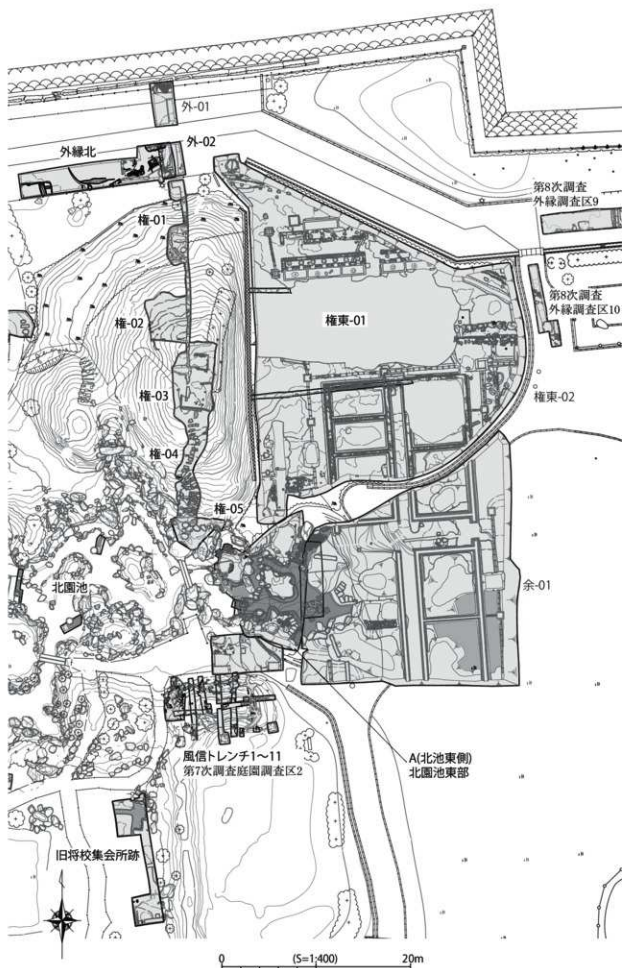 外-01
外-02
外縁北
第8次調査
外縁調査区9
権-01
第8次調査
外縁調査区10
権-02
権東-01
権-03
権東-02
権-04
権-05
北園池
余-01
A(北池東側)
北園池東部
風信トレンチ1～11
第7次調査庭園調査区2
旧将校集会所跡
0 (S=1:400) 20m